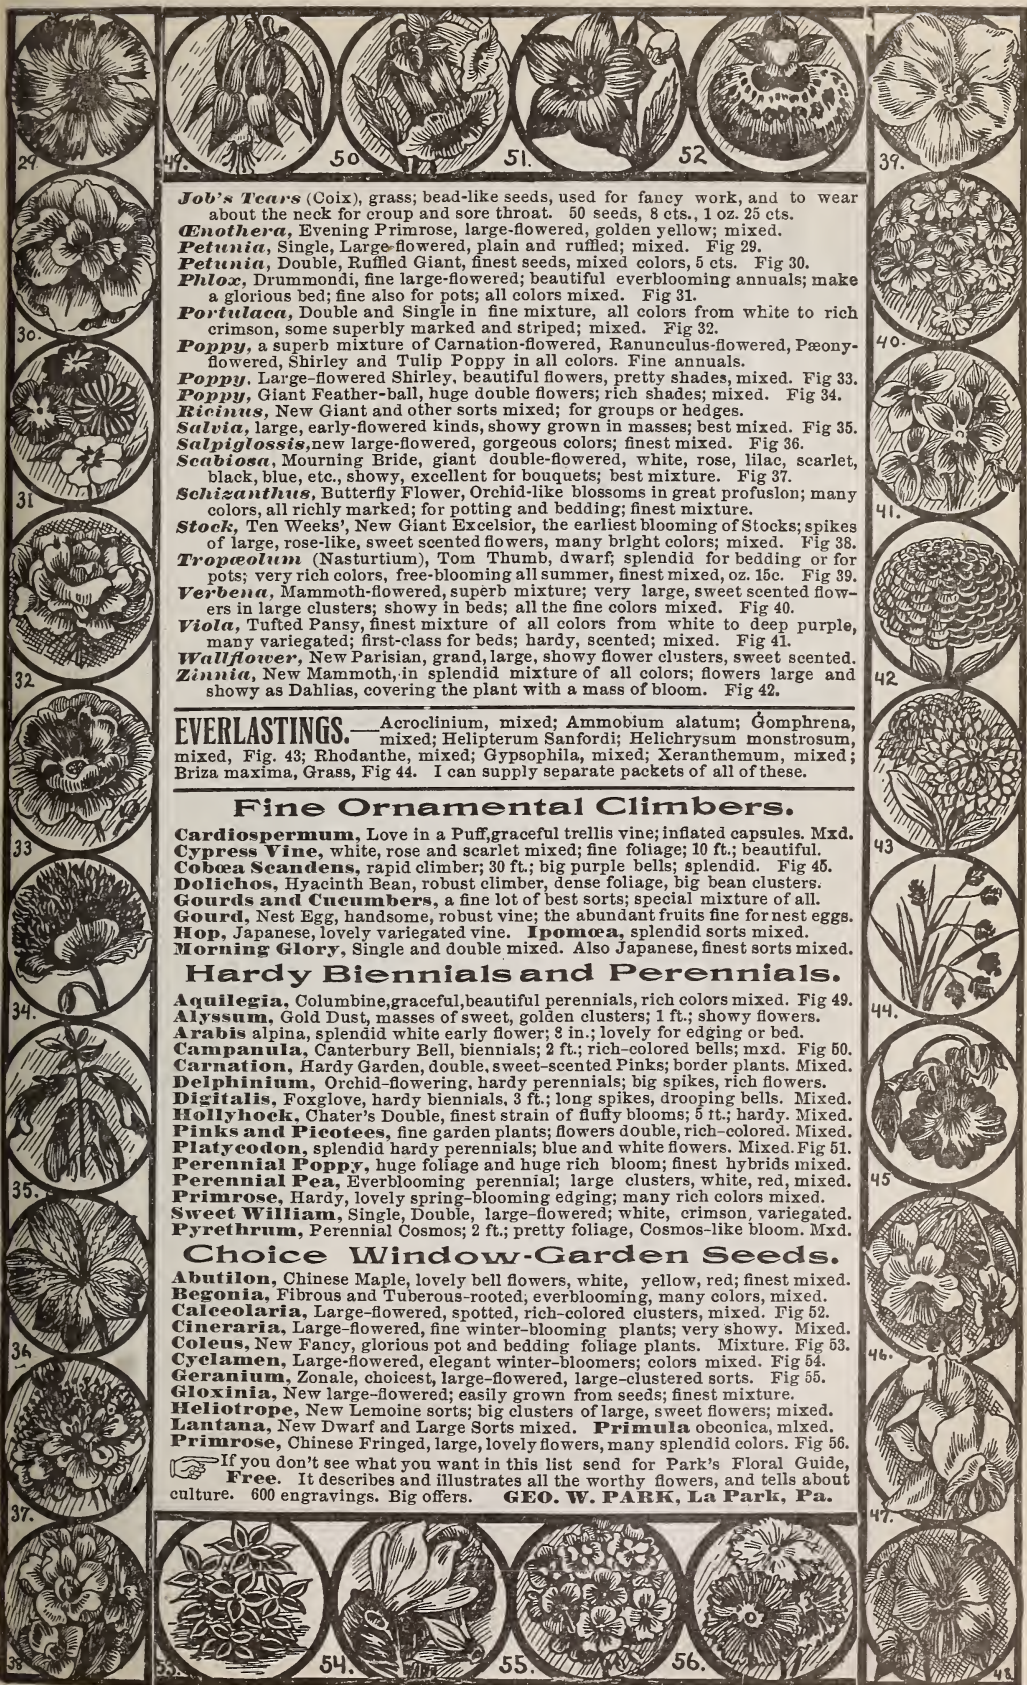 49. 50 51. 52
29.
30.
31
32
33
34.
35.
36
37.
38
39.
40.
41.
42
43
44.
45
46.
47.
48
Job's Tears (Coix), grass; bead-like seeds, used for fancy work, and to wear
about the neck for croup and sore throat. 50 seeds, 8 cts., 1 oz. 25 cts.
Œnothera, Evening Primrose, large-flowered, golden yellow; mixed.
Petunia, Single, Large-flowered, plain and ruffled; mixed. Fig 29.
Petunia, Double, Ruffled Giant, finest seeds, mixed colors, 5 cts. Fig 30.
Phlox, Drummondi, fine large-flowered; beautiful everblooming annuals; make
a glorious bed; fine also for pots; all colors mixed. Fig 31.
Portulaca, Double and Single in fine mixture, all colors from white to rich
crimson, some superbly marked and striped; mixed. Fig 32.
Poppy, a superb mixture of Carnation-flowered, Ranunculus-flowered, Pæony-
flowered, Shirley and Tulip Poppy in all colors. Fine annuals.
Poppy, Large-flowered Shirley, beautiful flowers, pretty shades, mixed. Fig 33.
Poppy, Giant Feather-ball, huge double flowers; rich shades; mixed. Fig 34.
Ricinus, New Giant and other sorts mixed; for groups or hedges.
Salvia, large, early-flowered kinds, showy grown in masses; best mixed. Fig 35.
Salpiglossis, new large-flowered, gorgeous colors; finest mixed. Fig 36.
Scabiosa, Mourning Bride, giant double-flowered, white, rose, lilac, scarlet,
black, blue, etc., showy, excellent for bouquets; best mixture. Fig 37.
Schizanthus, Butterfly Flower, Orchid-like blossoms in great profusion; many
colors, all richly marked; for potting and bedding; finest mixture.
Stock, Ten Weeks', New Giant Excelsior, the earliest blooming of Stocks; spikes
of large, rose-like, sweet scented flowers, many bright colors; mixed. Fig 38.
Tropæolum (Nasturtium), Tom Thumb, dwarf; splendid for bedding or for
pots; very rich colors, free-blooming all summer, finest mixed, oz. 15c. Fig 39.
Verbena, Mammoth-flowered, superb mixture; very large, sweet scented flow-
ers in large clusters; showy in beds; all the fine colors mixed. Fig 40.
Viola, Tufted Pansy, finest mixture of all colors from white to deep purple,
many variegated; first-class for beds; hardy, scented; mixed. Fig 41.
Wallflower, New Parisian, grand, large, showy flower clusters, sweet scented.
Zinnia, New Mammoth, in splendid mixture of all colors; flowers large and
showy as Dahlias, covering the plant with a mass of bloom. Fig 42.
EVERLASTINGS.—Acroclinium, mixed; Ammobium alatum; Gomphrena,
mixed; Helipterum Sanfordi; Helichrysum monstrosum,
mixed, Fig. 43; Rhodanthe, mixed; Gypsophila, mixed; Xeranthemum, mixed;
Briza maxima, Grass, Fig 44. I can supply separate packets of all of these.
Fine Ornamental Climbers.
Cardiospermum, Love in a Puff, graceful trellis vine; inflated capsules. Mxd.
Cypress Vine, white, rose and scarlet mixed; fine foliage; 10 ft.; beautiful.
Cobœa Scandens, rapid climber; 30 ft.; big purple bells; splendid. Fig 45.
Dolichos, Hyacinth Bean, robust climber, dense foliage, big bean clusters.
Gourds and Cucumbers, a fine lot of best sorts; special mixture of all.
Gourd, Nest Egg, handsome, robust vine; the abundant fruits fine for nest eggs.
Hop, Japanese, lovely variegated vine. Ipomœa, splendid sorts mixed.
Morning Glory, Single and double mixed. Also Japanese, finest sorts mixed.
Hardy Biennials and Perennials.
Aquilegia, Columbine, graceful, beautiful perennials, rich colors mixed. Fig 49.
Alyssum, Gold Dust, masses of sweet, golden clusters; 1 ft.; showy flowers.
Arabis alpina, splendid white early flower; 8 in.; lovely for edging or bed.
Campanula, Canterbury Bell, biennials; 2 ft.; rich-colored bells; mxd. Fig 50.
Carnation, Hardy Garden, double, sweet-scented Pinks; border plants. Mixed.
Delphinium, Orchid-flowering, hardy perennials; big spikes, rich flowers.
Digitalis, Foxglove, hardy biennials, 3 ft.; long spikes, drooping bells. Mixed.
Hollyhock, Chater's Double, finest strain of fluffy blooms; 5 ft.; hardy. Mixed.
Pinks and Picotees, fine garden plants; flowers double, rich-colored. Mixed.
Platycodon, splendid hardy perennials; blue and white flowers. Mixed. Fig 51.
Perennial Poppy, huge foliage and huge rich bloom; finest hybrids mixed.
Perennial Pea, Everblooming perennial; large clusters, white, red, mixed.
Primrose, Hardy, lovely spring-blooming edging; many rich colors mixed.
Sweet William, Single, Double, large-flowered; white, crimson, variegated.
Pyrethrum, Perennial Cosmos; 2 ft.; pretty foliage, Cosmos-like bloom. Mxd.
Choice Window-Garden Seeds.
Abutilon, Chinese Maple, lovely bell flowers, white, yellow, red; finest mixed.
Begonia, Fibrous and Tuberous-rooted; everblooming, many colors, mixed.
Calceolaria, Large-flowered, spotted, rich-colored clusters, mixed. Fig 52.
Cineraria, Large-flowered, fine winter-blooming plants; very showy. Mixed.
Coleus, New Fancy, glorious pot and bedding foliage plants. Mixture. Fig 53.
Cyclamen, Large-flowered, elegant winter-bloomers; colors mixed. Fig 54.
Geranium, Zonale, choicest, large-flowered, large-clustered sorts. Fig 55.
Gloxinia, New large-flowered; easily grown from seeds; finest mixture.
Heliotrope, New Lemoine sorts; big clusters of large, sweet flowers; mixed.
Lantana, New Dwarf and Large Sorts mixed. Primula obconica, mixed.
Primrose, Chinese Fringed, large, lovely flowers, many splendid colors. Fig 56.
If you don't see what you want in this list send for Park's Floral Guide,
Free. It describes and illustrates all the worthy flowers, and tells about
culture. 600 engravings. Big offers. GEO. W. PARK, La Park, Pa.
53. 54. 55. 56.